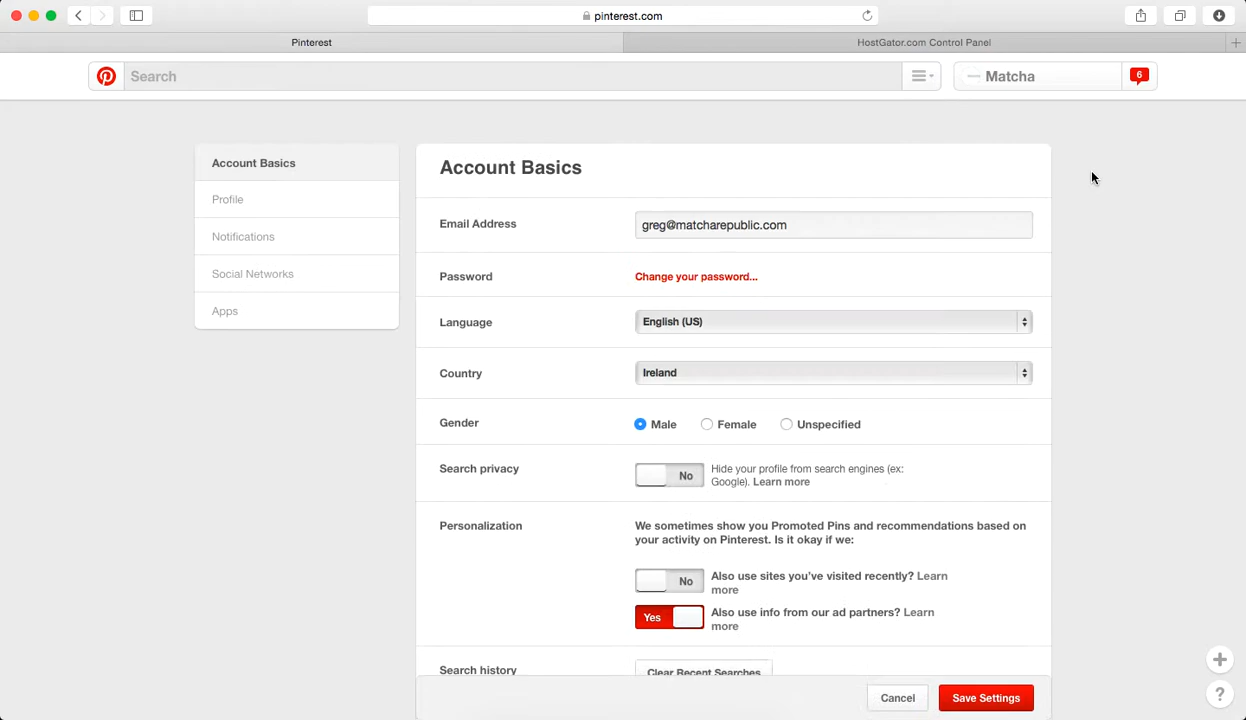 pinterest.com
Pinterest
HostGator.com Control Panel
Search
Matcha
6
Account Basics
Profile
Notifications
Social Networks
Apps
Account Basics
Email Address
greg@matcharepublic.com
Password
Change your password...
Language
English (US)
Country
Ireland
Gender
Male
Female
Unspecified
Search privacy
No
Hide your profile from search engines (ex:
Google). Learn more
Personalization
We sometimes show you Promoted Pins and recommendations based on
your activity on Pinterest. Is it okay if we:
No
Also use sites you've visited recently? Learn
more
Yes
Also use info from our ad partners? Learn
more
Search history
Clear Recent Searches
Cancel
Save Settings
+
?